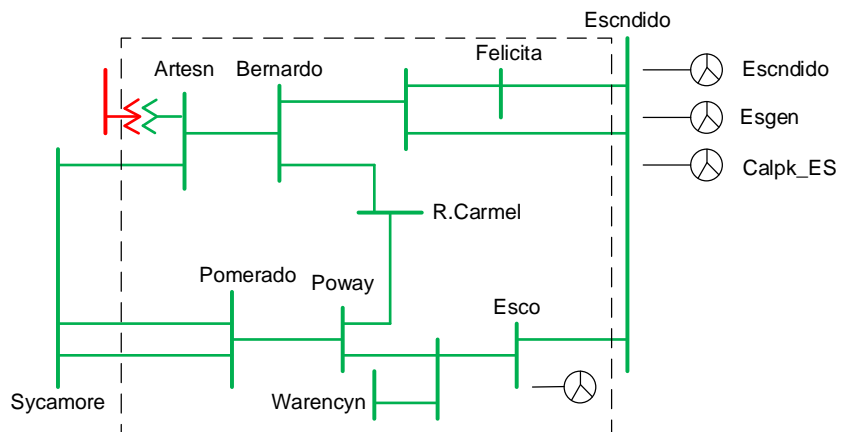 Escndido
Felicita
Artesn
Bernardo
Escndido
Esgen
Calpk_ES
R.Carmel
Pomerado
Poway
Esco
Sycamore
Warencyn